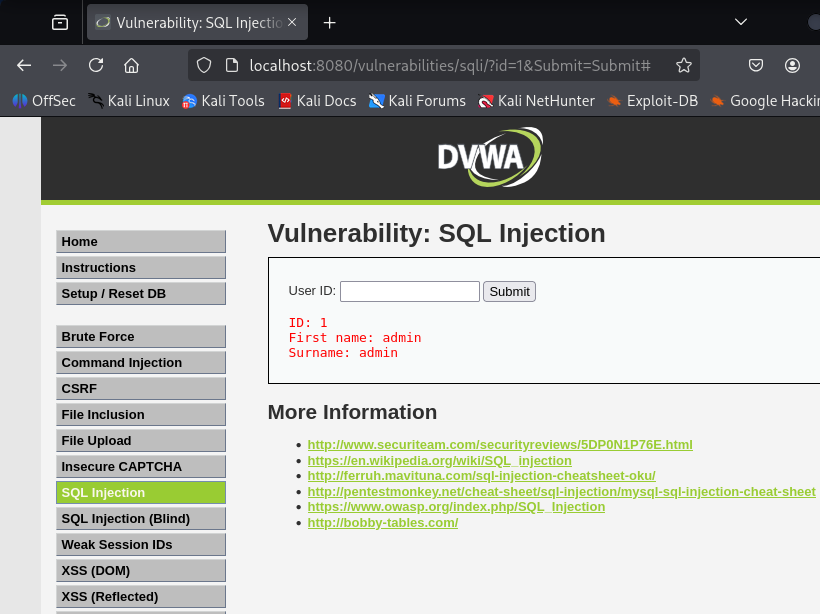 Vulnerability: SQL Injectio
localhost:8080/vulnerabilities/sqli/?id=1&Submit=Submit#
OffSec Kali Linux Kali Tools Kali Docs Kali Forums Kali NetHunter Exploit-DB Google Hackin
DVWA
Home
Instructions
Setup / Reset DB
Brute Force
Command Injection
CSRF
File Inclusion
File Upload
Insecure CAPTCHA
SQL Injection
SQL Injection (Blind)
Weak Session IDs
XSS (DOM)
XSS (Reflected)
Vulnerability: SQL Injection
User ID: Submit
ID: 1
First name: admin
Surname: admin
More Information
http://www.securiteam.com/securityreviews/5DP0N1P76E.html
https://en.wikipedia.org/wiki/SQL_injection
http://ferruh.mavituna.com/sql-injection-cheatsheet-oku/
http://pentestmonkey.net/cheat-sheet/sql-injection/mysql-sql-injection-cheat-sheet
https://www.owasp.org/index.php/SQL_Injection
http://bobby-tables.com/